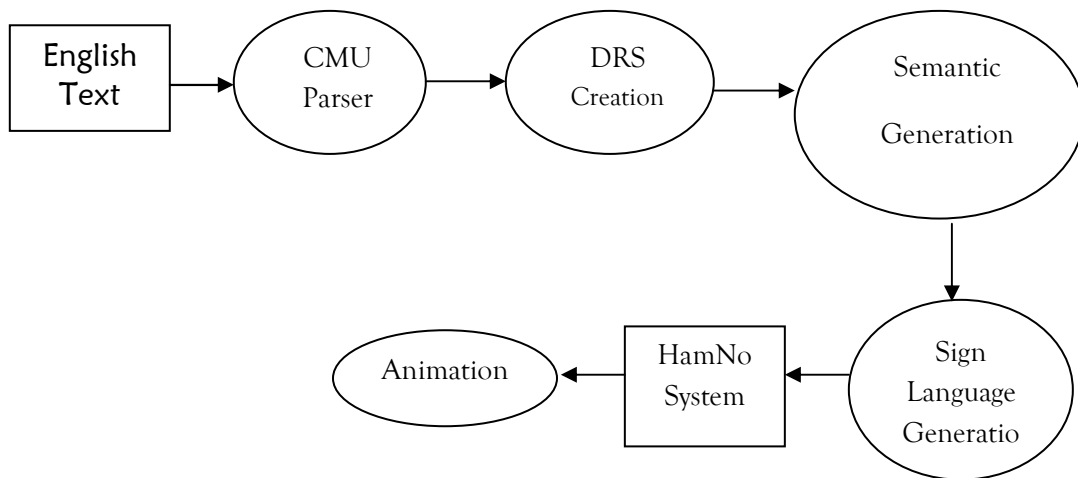 English
Text
CMU
Parser
DRS
Creation
Semantic
Generation
Sign
Language
Generatio
HamNo
System
Animation